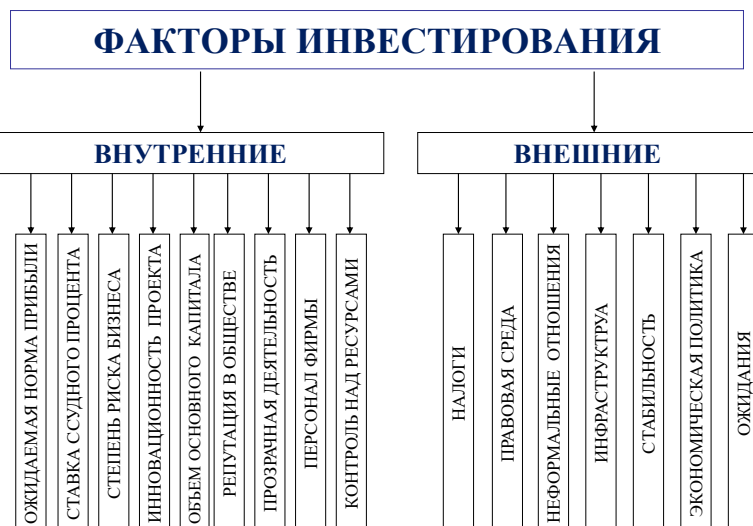 ФАКТОРЫ ИНВЕСТИРОВАНИЯ
ВНУТРЕННИЕ
ВНЕШНИЕ
ОЖИДАЕМАЯ НОРМА ПРИБЫЛИ
СТАВКА ССУДНОГО ПРОЦЕНТА
СТЕПЕНЬ РИСКА БИЗНЕСА
ИННОВАЦИОННОСТЬ ПРОЕКТА
ОБЪЕМ ОСНОВНОГО КАПИТАЛА
РЕПУТАЦИЯ В ОБЩЕСТВЕ
ПРОЗРАЧНАЯ ДЕЯТЕЛЬНОСТЬ
ПЕРСОНАЛ ФИРМЫ
КОНТРОЛЬ НАД РЕСУРСАМИ
НАЛОГИ
ПРАВОВАЯ СРЕДА
НЕФОРМАЛЬНЫЕ ОТНОШЕНИЯ
ИНФРАСТРУКТРУА
СТАБИЛЬНОСТЬ
ЭКОНОМИЧЕСКАЯ ПОЛИТИКА
ОЖИДАНИЯ